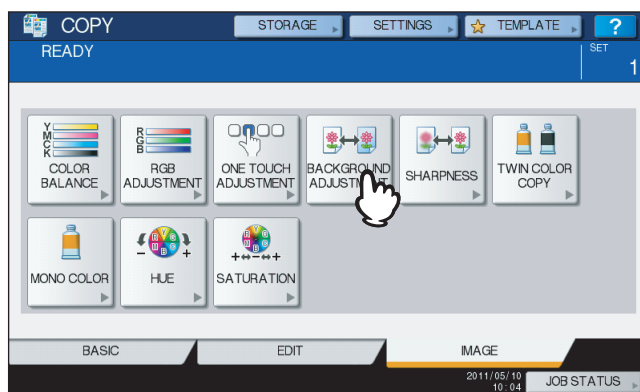 COPY
STORAGE
SETTINGS
TEMPLATE
?
READY
SET
1
Y
M
C
K
COLOR
BALANCE
R
G
B
RGB
ADJUSTMENT
ONE TOUCH
ADJUSTMENT
BACKGROUND
ADJUSTMENT
SHARPNESS
TWIN COLOR
COPY
MONO COLOR
- +
HUE
+↔-↔+
SATURATION
BASIC
EDIT
IMAGE
2011/05/10
10:04
JOB STATUS